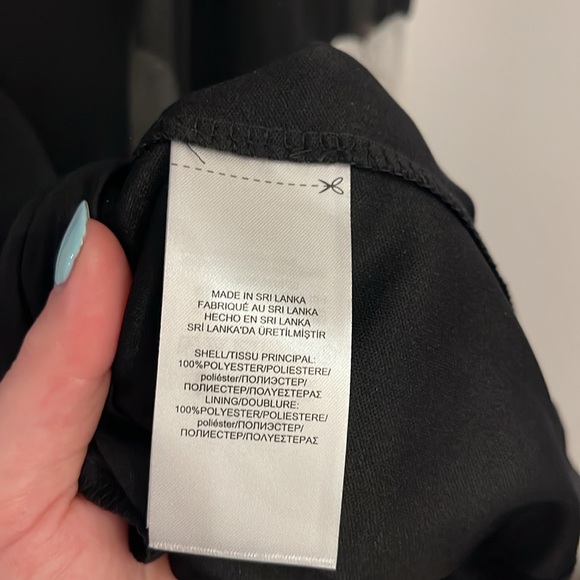 MADE IN SRI LANKA
FABRIQUÉ AU SRI LANKA
HECHO EN SRI LANKA
SRİ LANKA'DA ÜRETİLMİŞTİR
SHELL/TISSU PRINCIPAL:
100%POLYESTER/POLIESTERE/
poliéster/ПОЛИЭСТЕР/
ПОЛИЕСТЕР/ΠΟΛΥΕΣΤΕΡΑΣ
LINING/DOUBLURE:
100%POLYESTER/POLIESTERE/
poliéster/ПОЛИЭСТЕР/
ПОЛИЕСТЕР/ΠΟΛΥΕΣΤΕΡΑΣ